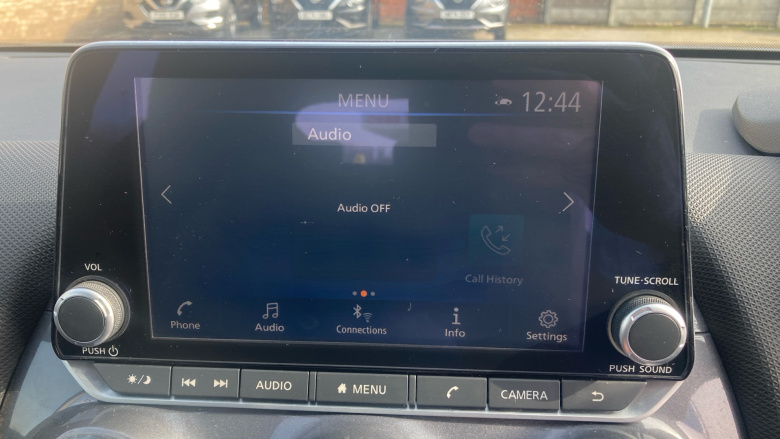 MENU 12:44
Audio
Audio OFF
Call History
Phone Audio Connections Info Settings
VOL
TUNE·SCROLL
PUSH
PUSH SOUND
AUDIO MENU CAMERA